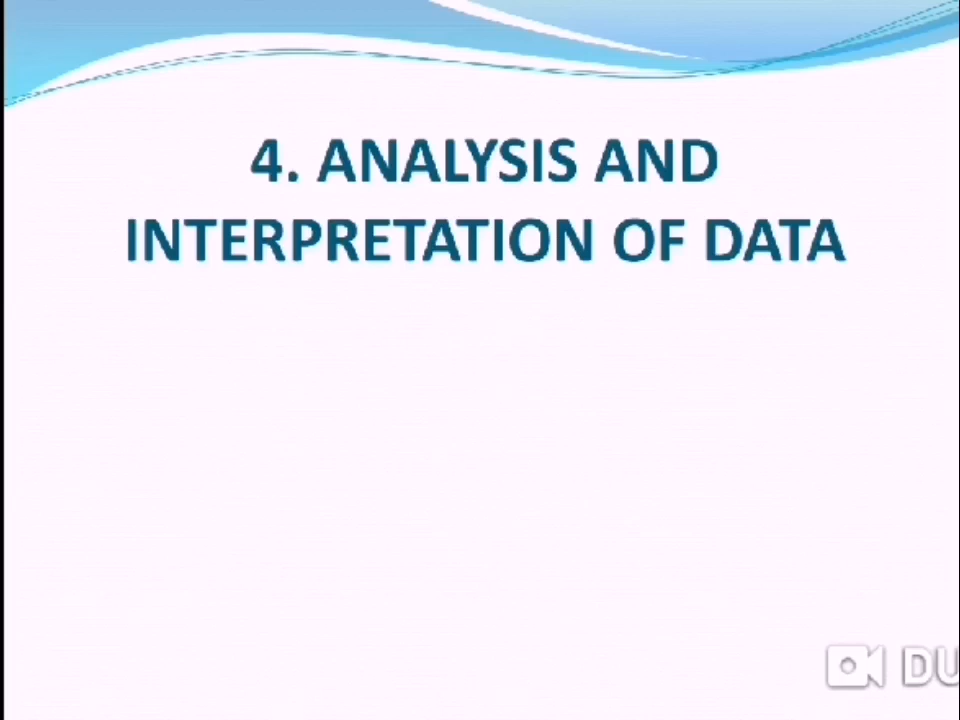 4. ANALYSIS AND
INTERPRETATION OF DATA